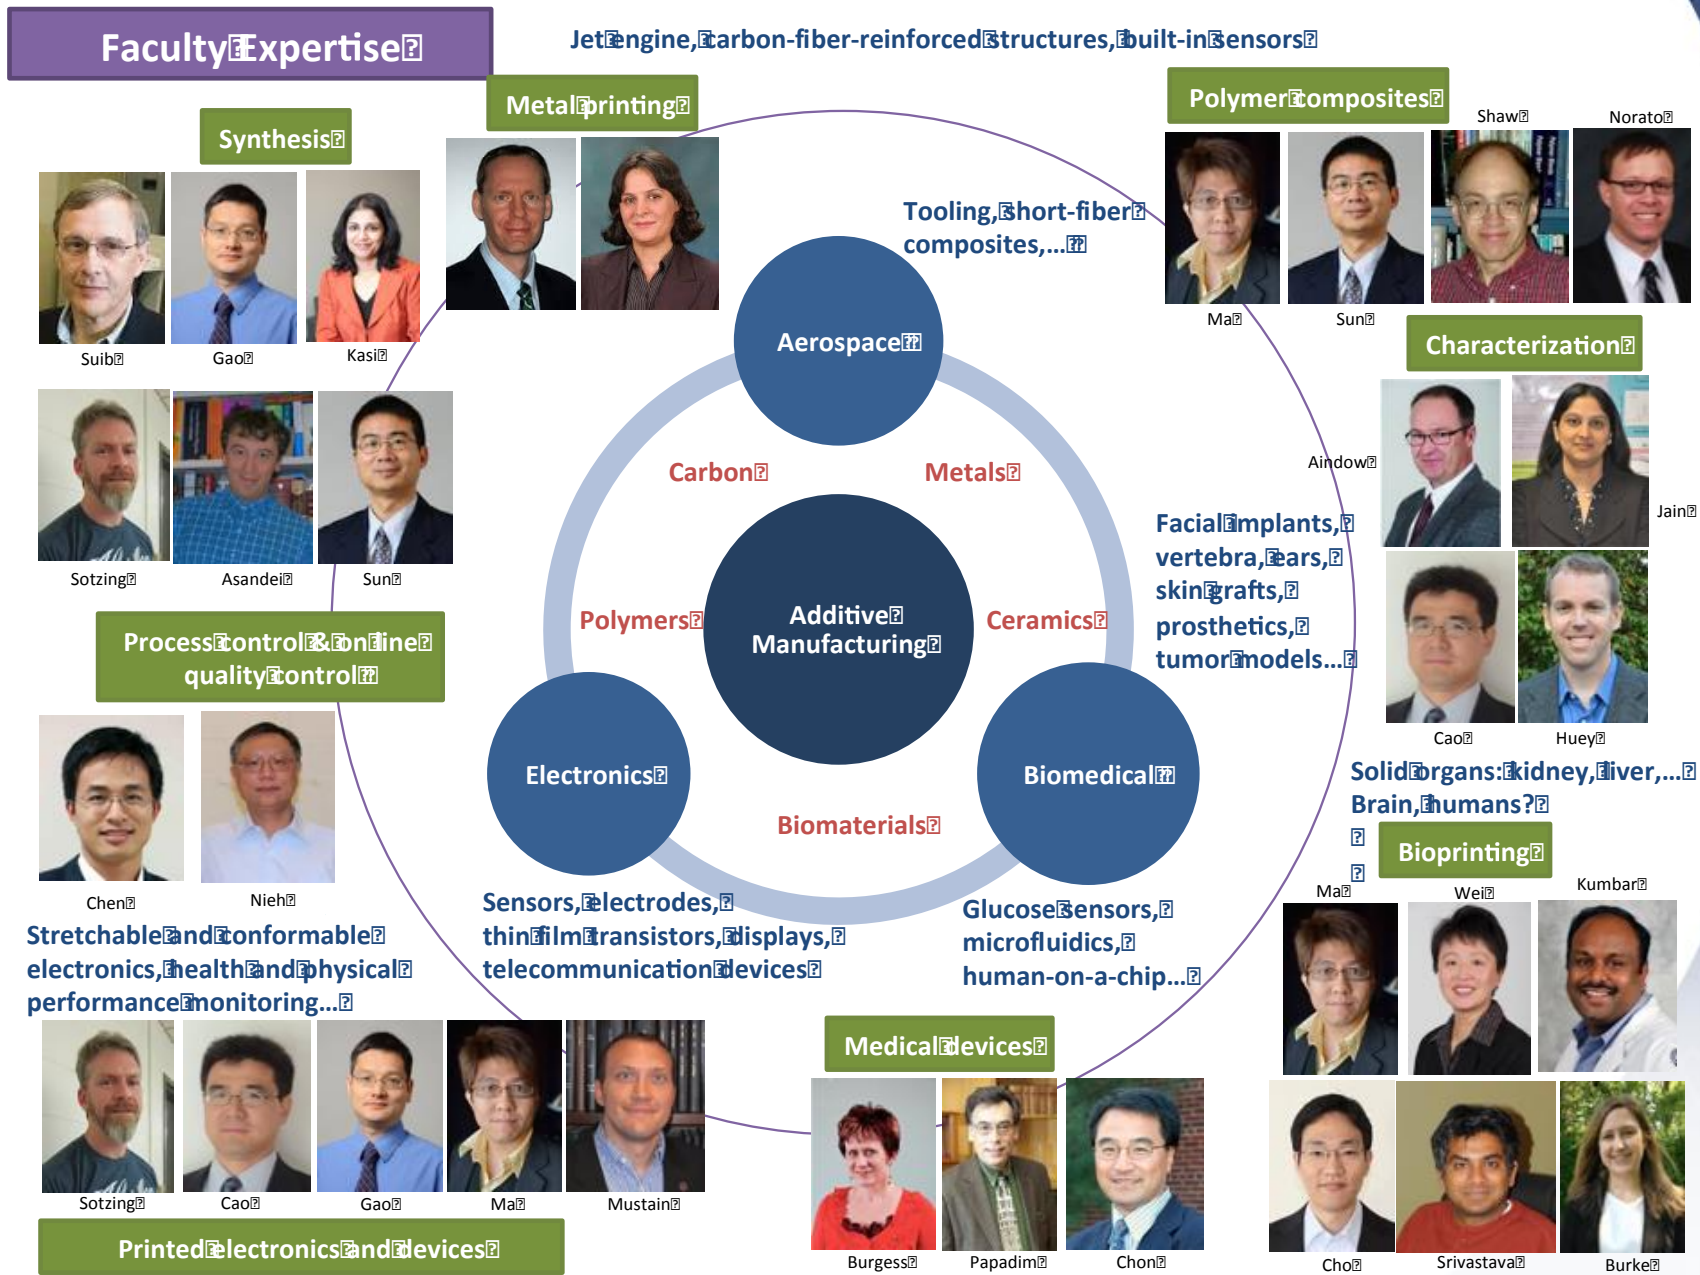 Faculty Expertise
Jet engine, carbon-fiber-reinforced structures, built-in sensors
Metal printing
Polymer composites
Synthesis
Shaw
Norato
Tooling, short-fiber
composites,...
Suib
Gao
Kasi
Ma
Sun
Aerospace
Characterization
Carbon
Metals
Aindow
Jain
Sotzing
Asandei
Sun
Facial implants,
vertebra, ears,
skin grafts,
prosthetics,
tumor models...
Polymers
Additive
Manufacturing
Ceramics
Process control & on line
quality control
Cao
Huey
Electronics
Biomedical
Solid organs: kidney, liver,...
Brain, humans?
Biomaterials
Bioprinting
Chen
Nieh
Ma
Wei
Kumbar
Stretchable and conformable
electronics, health and physical
performance monitoring...
Sensors, electrodes,
thin film transistors, displays,
telecommunication devices
Glucose sensors,
microfluidics,
human-on-a-chip...
Medical devices
Sotzing
Cao
Gao
Ma
Mustain
Printed electronics and devices
Burgess
Papadim
Chon
Cho
Srivastava
Burke